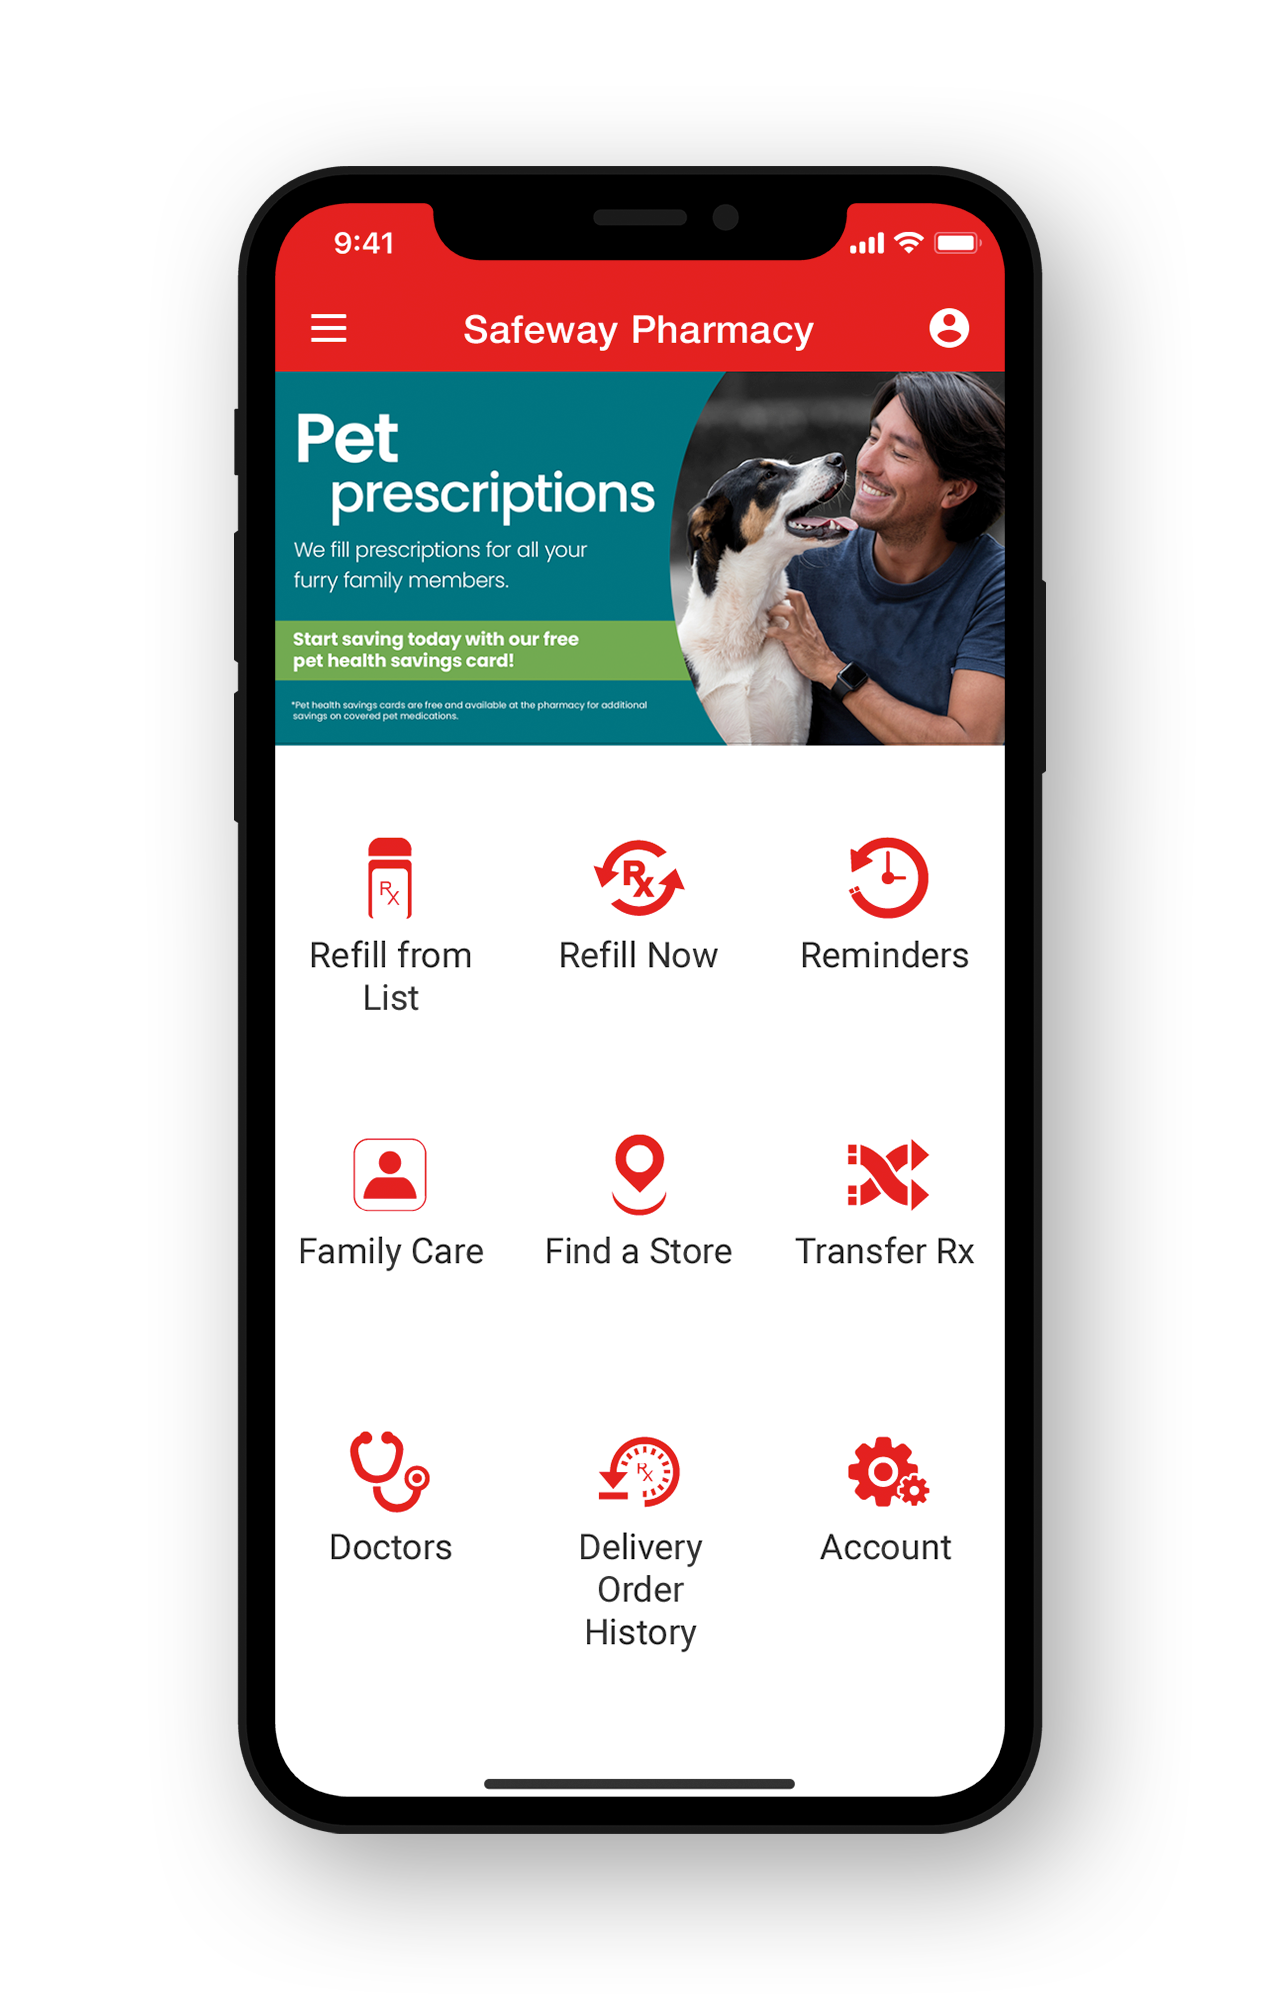 9:41
Safeway Pharmacy
Pet
prescriptions
We fill prescriptions for all your
furry family members.
Start saving today with our free
pet health savings card!
*Pet health savings cards are free and available at the pharmacy for additional
savings on covered pet medications.
Rx
Rx
Refill from
List
Refill Now
Reminders
Family Care
Find a Store
Transfer Rx
Rx
Doctors
Delivery
Order
History
Account